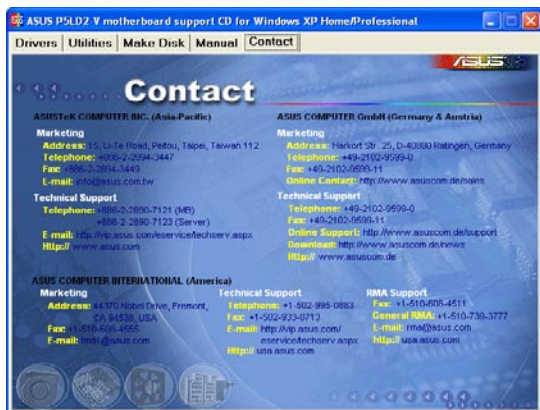 ASUS P5LD2-V motherboard support CD for Windows XP Home/Professional
Drivers Utilities Make Disk Manual Contact
ASUS
Contact
ASUSTeK COMPUTER INC. (Asia-Pacific)
Marketing
Address: 15, Li-Te Road, Peitou, Taipei, Taiwan 112
Telephone: +886-2-2894-3447
Fax: +886-2-2894-3449
E-mail: info@asus.com.tw
Technical Support
Telephone: +886-2-2890-7121 (MB)
+886-2-2890-7123 (Server)
E-mail: http://vip.asus.com/eservice/techserv.aspx
Http:// www.asus.com
ASUS COMPUTER GmbH (Germany & Austria)
Marketing
Address: Harkort Str. 25, D-40880 Ratingen, Germany
Telephone: +49-2102-9599-0
Fax: +49-2102-9599-11
Online Contact: http://www.asuscom.de/sales
Technical Support
Telephone: +49-2102-9599-0
Fax: +49-2102-9599-11
Online Support: http://www.asuscom.de/support
Download: http://www.asuscom.de/news
Http:// www.asuscom.de
ASUS COMPUTER INTERNATIONAL (America)
Marketing
Address: 44370 Nobel Drive, Fremont,
CA 94538, USA
Fax: +1-510-608-4555
E-mail:
Technical Support
Telephone: +1-502-995-0883
Fax: +1-502-933-8713
E-mail: http://vip.asus.com/
eservice/techserv.aspx
Http:// usa.asus.com
RMA Support
Fax: +1-510-608-4511
General RMA: +1-510-739-3777
E-mail: rma@asus.com
Http:// usa.asus.com